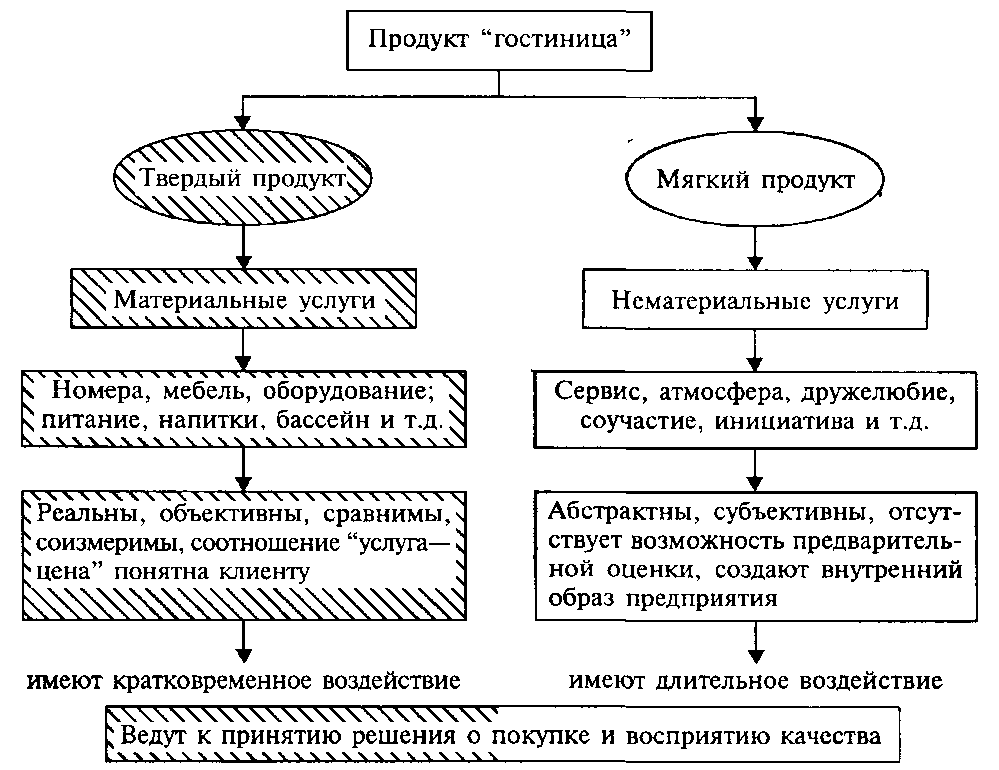 Продукт “гостиница”
Твердый продукт
Мягкий продукт
Материальные услуги
Нематериальные услуги
Номера, мебель, оборудование;
питание, напитки, бассейн и т.д.
Сервис, атмосфера, дружелюбие,
соучастие, инициатива и т.д.
Реальны, объективны, сравнимы,
соизмеримы, соотношение “услуга—
цена” понятна клиенту
Абстрактны, субъективны, отсут-
ствует возможность предваритель-
ной оценки, создают внутренний
образ предприятия
имеют кратковременное воздействие
имеют длительное воздействие
Ведут к принятию решения о покупке и восприятию качества